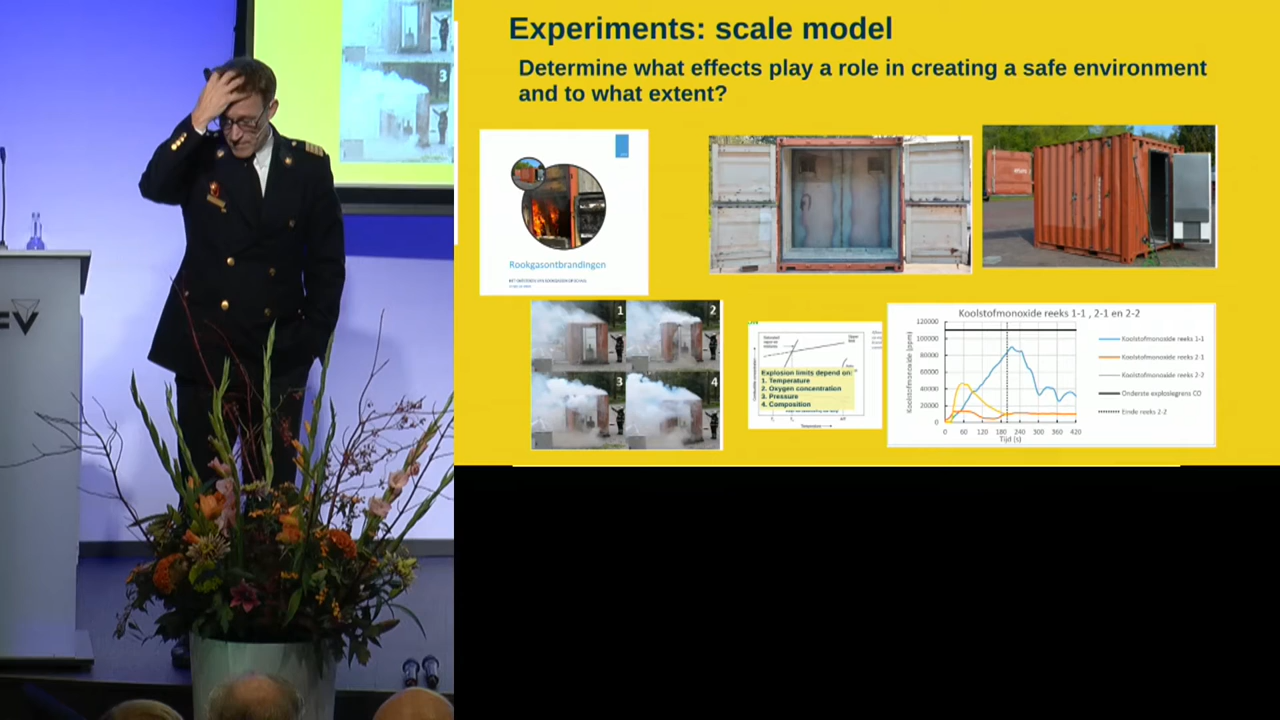 Experiments: scale model
Determine what effects play a role in creating a safe environment
and to what extent?
Rookgasontbrandingen
1
2
3
4
3
Explosion limits depend on:
1. Temperature
2. Oxygen concentration
3. Pressure
4. Composition
Temperature
Koolstofmonoxide reeks 1-1 , 2-1 en 2-2
Koolstofmonoxide (ppm)
120000
100000
80000
60000
40000
20000
0
0 60 120 180 240 300 360 420
Tijd (s)
Koolstofmonoxide reeks 1-1
Koolstofmonoxide reeks 2-1
Koolstofmonoxide reeks 2-2
Onderste explosiegrens CO
Einde reeks 2-2